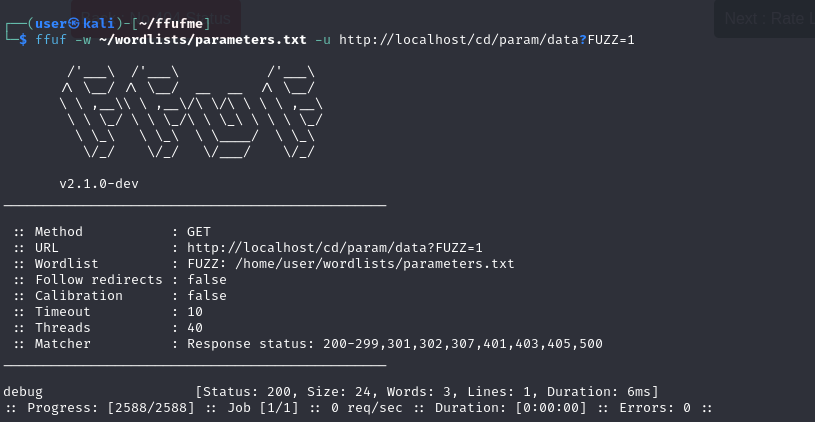 Next : Rate L
┌──(user㉿kali)-[~/ffufme]
└─$ ffuf -w ~/wordlists/parameters.txt -u http://localhost/cd/param/data?FUZZ=1
v2.1.0-dev
________________________________________________
:: Method : GET
:: URL : http://localhost/cd/param/data?FUZZ=1
:: Wordlist : FUZZ: /home/user/wordlists/parameters.txt
:: Follow redirects : false
:: Calibration : false
:: Timeout : 10
:: Threads : 40
:: Matcher : Response status: 200-299,301,302,307,401,403,405,500
________________________________________________
debug [Status: 200, Size: 24, Words: 3, Lines: 1, Duration: 6ms]
:: Progress: [2588/2588] :: Job [1/1] :: 0 req/sec :: Duration: [0:00:00] :: Errors: 0 ::